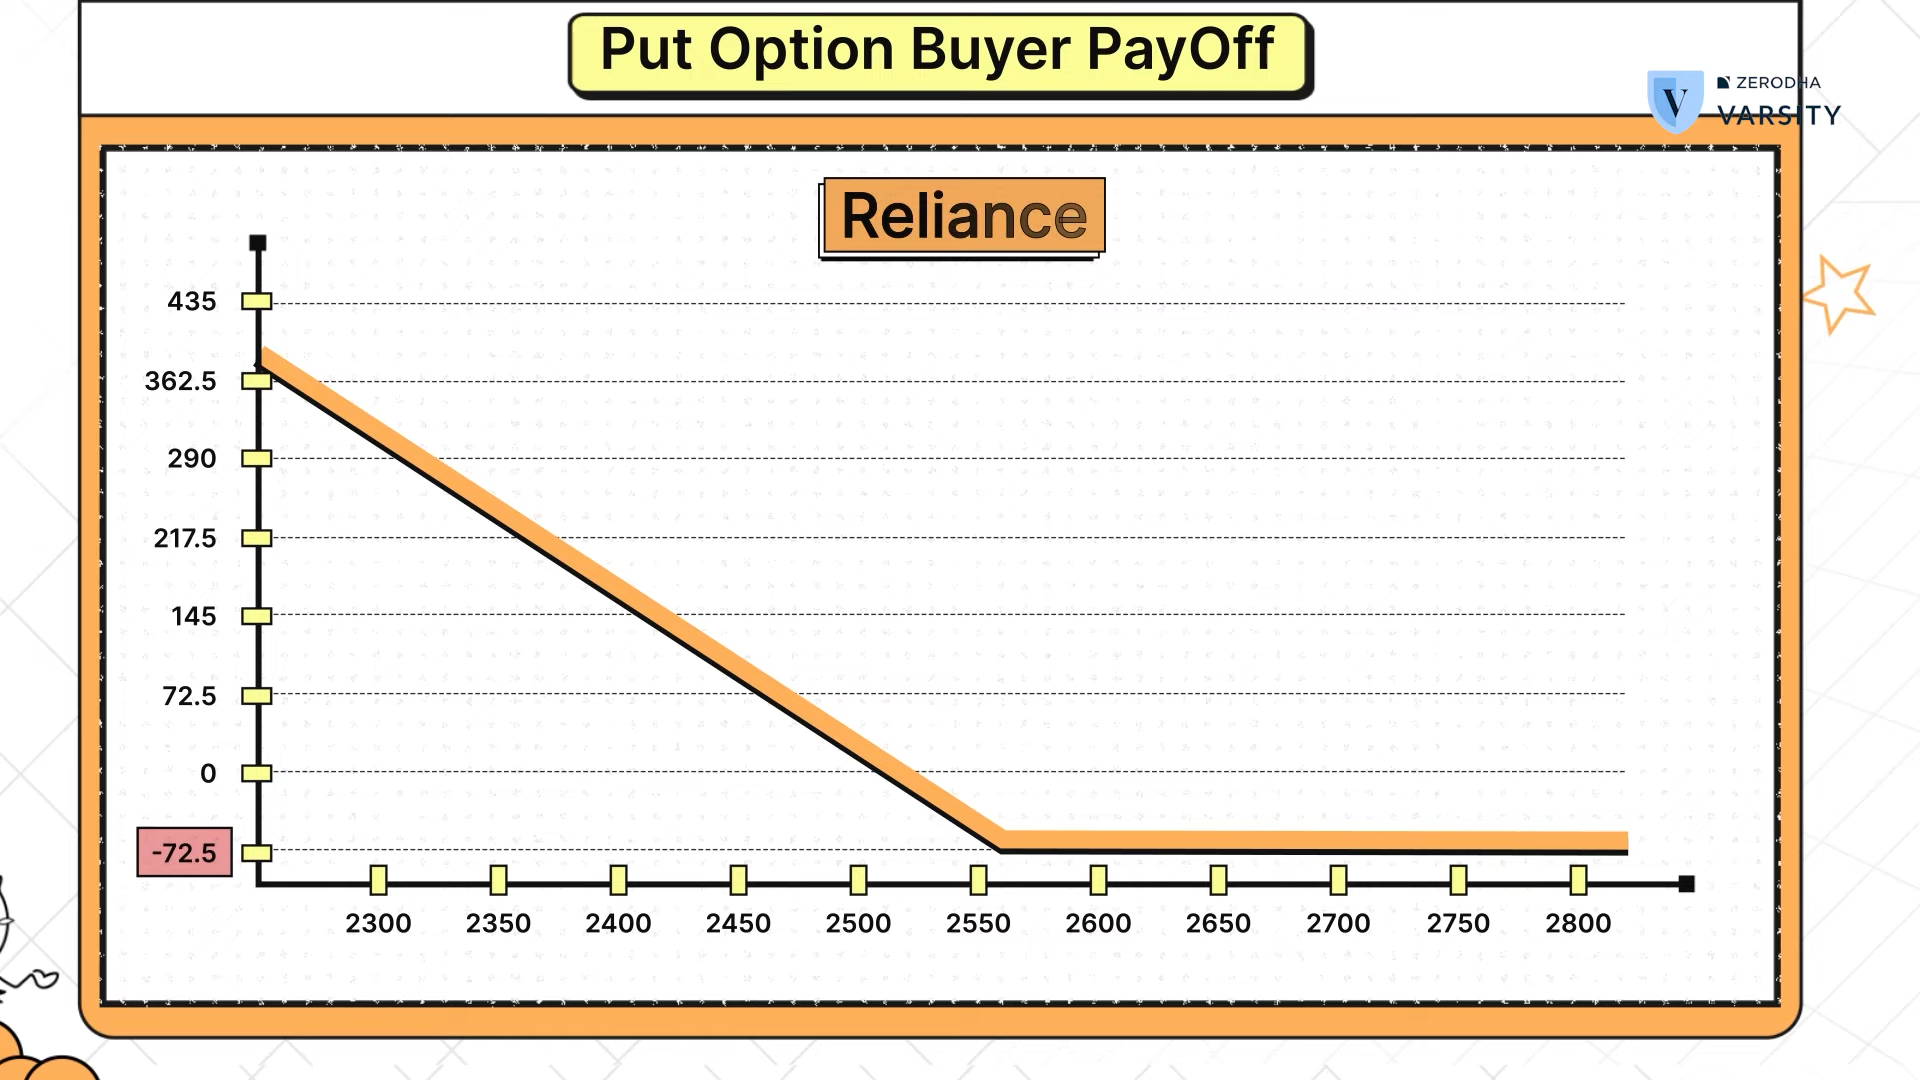 Put Option Buyer PayOff
ZERODHA
VARSITY
V
Reliance
435
362.5
290
217.5
145
72.5
0
-72.5
2300 2350 2400 2450 2500 2550 2600 2650 2700 2750 2800